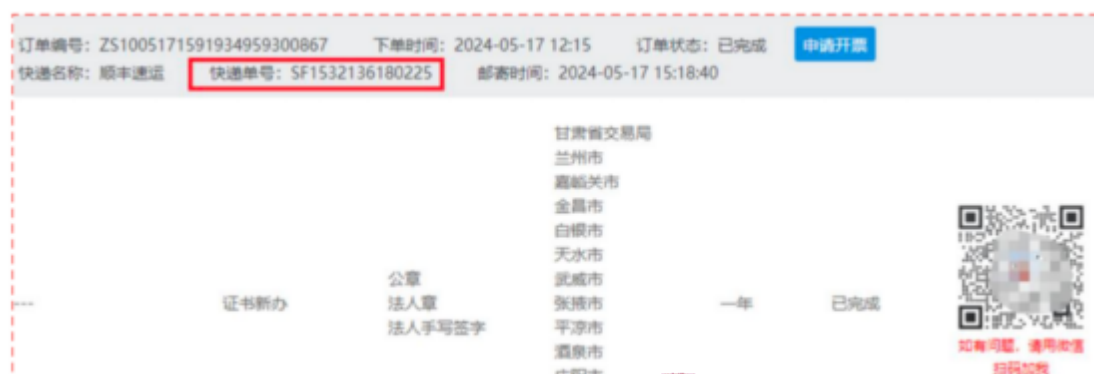 订单编号：ZS1005171591934959300867 下单时间：2024-05-17 12:15 订单状态：已完成 申请开票
快递名称：顺丰速运 快递单号：SF1532136180225 邮寄时间：2024-05-17 15:18:40
甘肃省交易局
兰州市
嘉峪关市
金昌市
白银市
天水市
公章
武威市
--- 证书新办 法人章 张掖市 一年 已完成
法人手写签字 平凉市
酒泉市
如有问题，请用微信
扫码加我